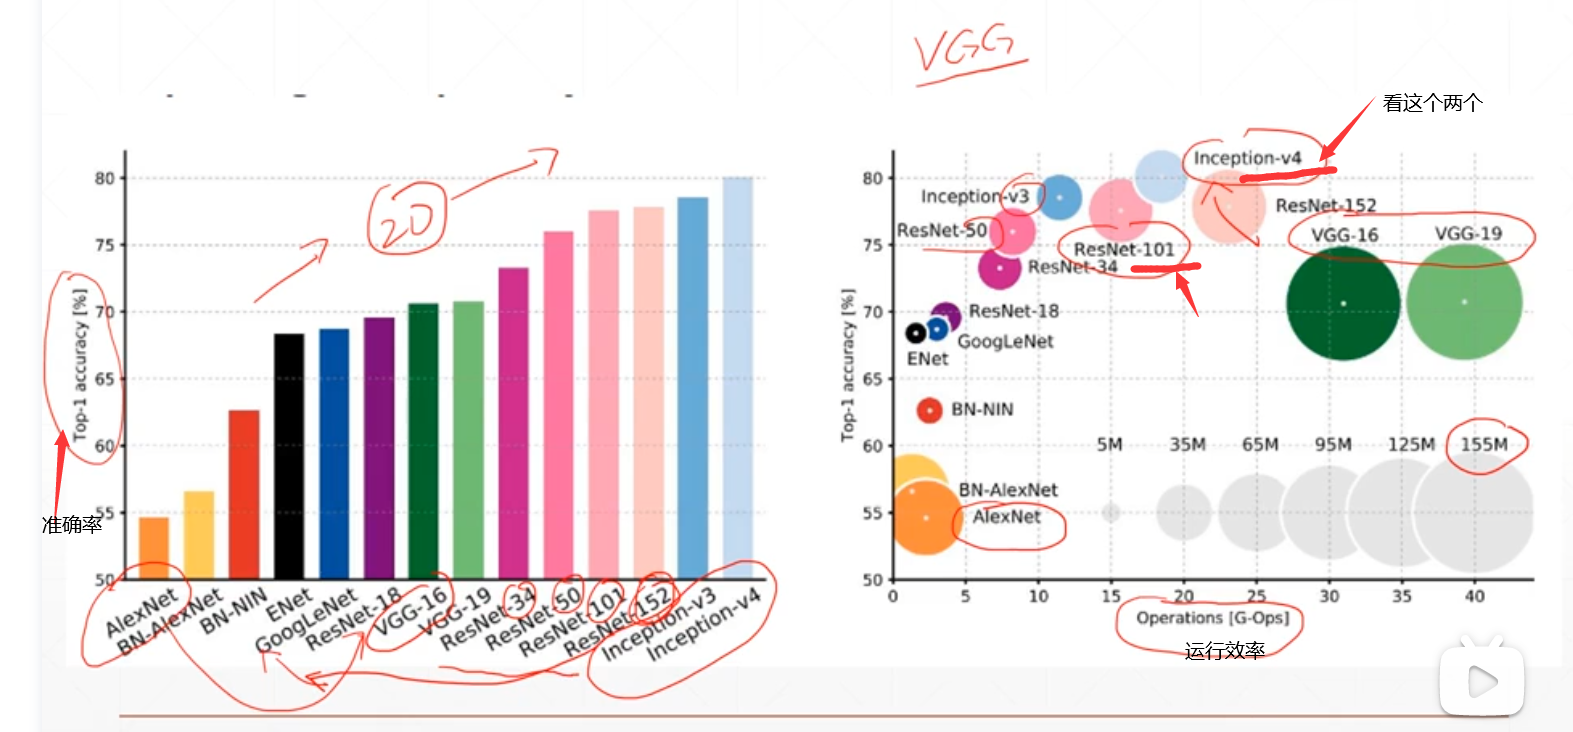 VGG
看这个两个
20
80
75
70
65
60
55
50
Top-1 accuracy [%]
准确率
AlexNet
BN-AlexNet
BN-NIN
ENet
GoogLeNet
ResNet-18
VGG-16
VGG-19
ResNet-34
ResNet-50
ResNet-101
ResNet-152
Inception-v3
Inception-v4
80
75
70
65
60
55
50
Top-1 accuracy [%]
Inception-v4
Inception-v3
ResNet-152
ResNet-50
VGG-16
VGG-19
ResNet-101
ResNet-34
ResNet-18
GoogLeNet
ENet
BN-NIN
5M
35M
65M
95M
125M
155M
BN-AlexNet
AlexNet
0
5
10
15
20
25
30
35
40
Operations [G-Ops]
运行效率